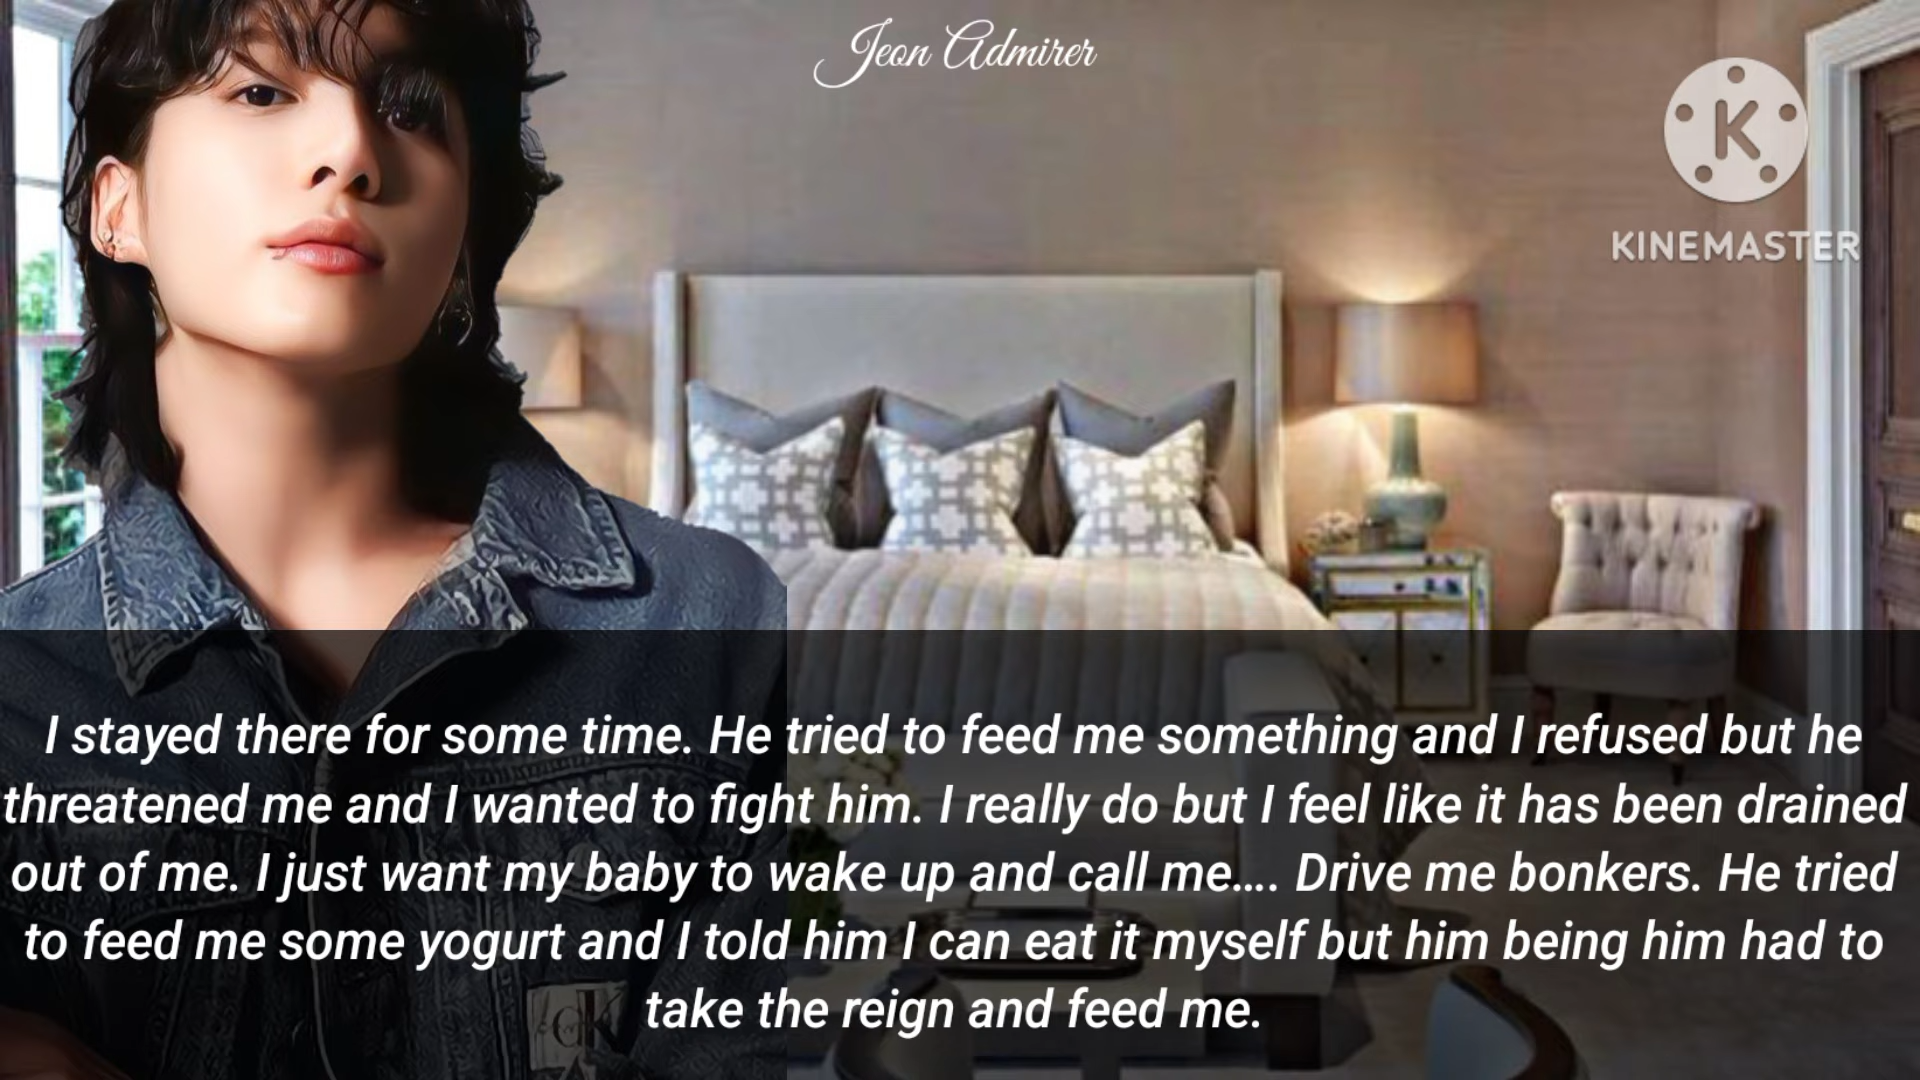 Jeon Admirer
K
KINEMASTER
I stayed there for some time. He tried to feed me something and I refused but he
threatened me and I wanted to fight him. I really do but I feel like it has been drained
out of me. I just want my baby to wake up and call me.... Drive me bonkers. He tried
to feed me some yogurt and I told him I can eat it myself but him being him had to
take the reign and feed me.
cK